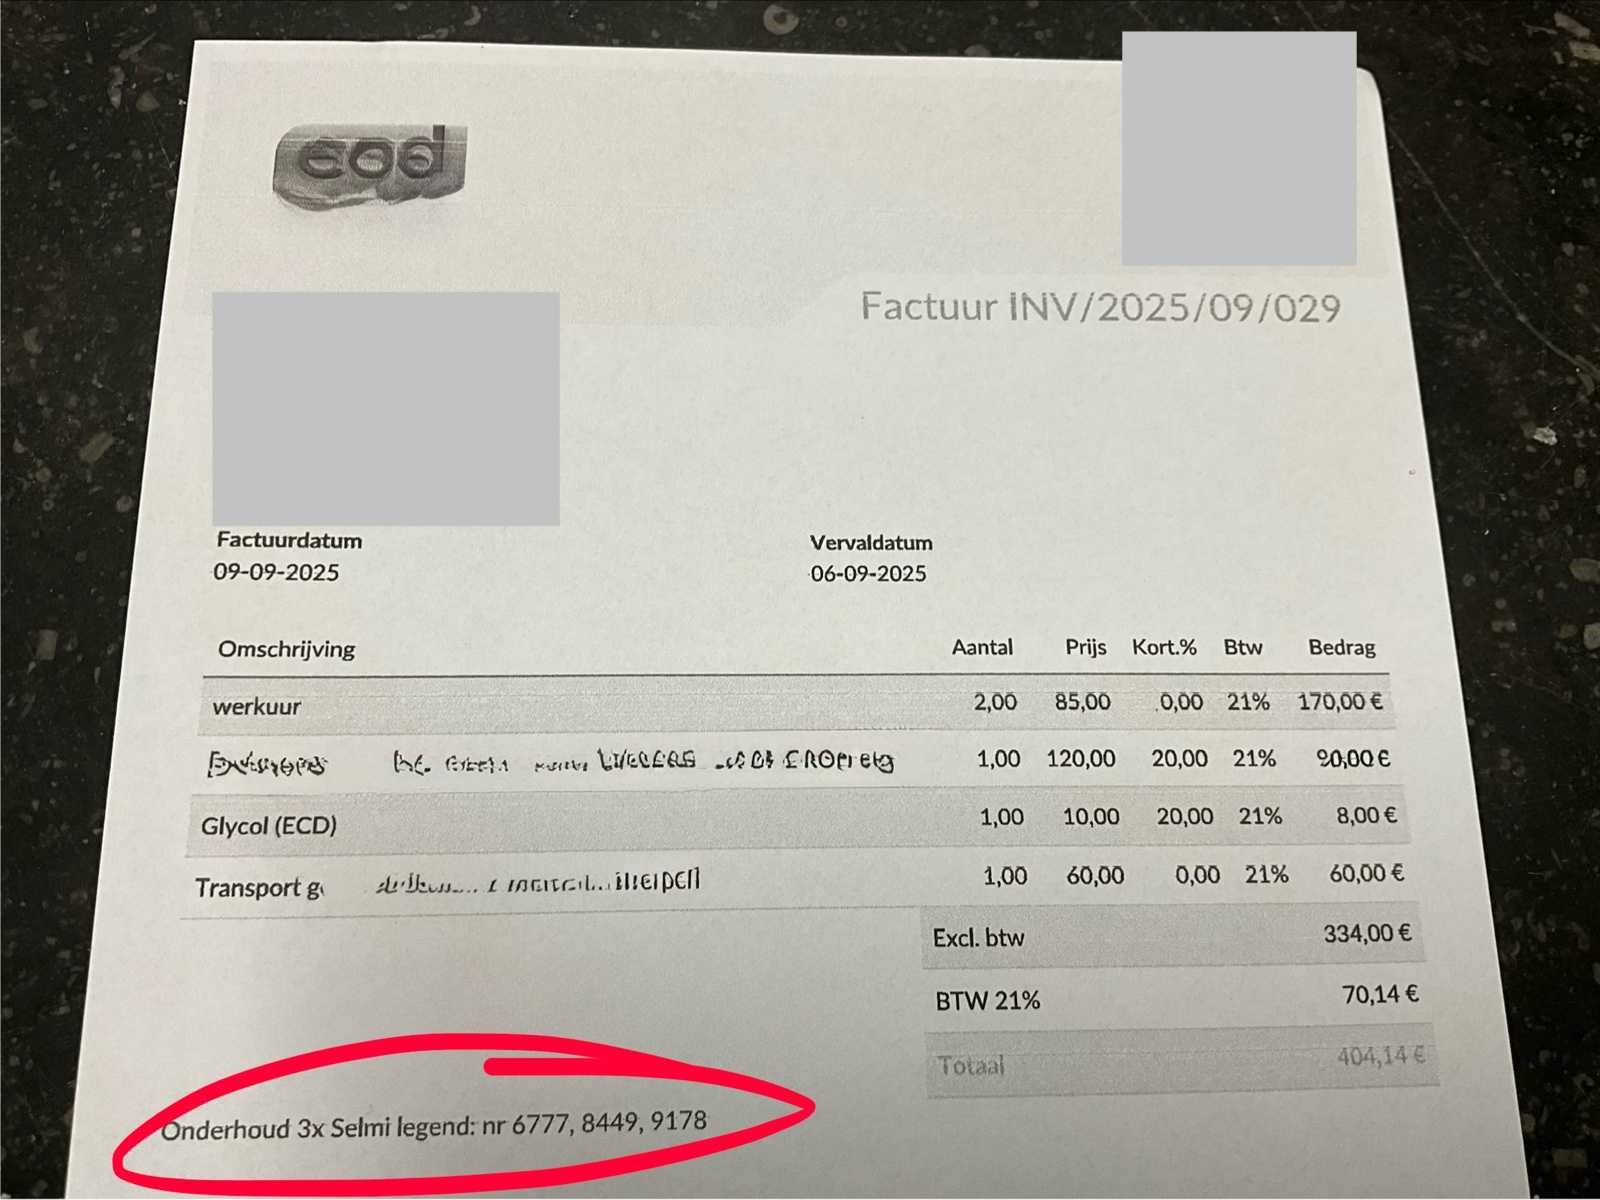 ecd
Factuur INV/2025/09/029
Factuurdatum
09-09-2025
Vervaldatum
06-09-2025
Omschrijving Aantal Prijs Kort.% Btw Bedrag
werkuur 2,00 85,00 0,00 21% 170,00 €
1,00 120,00 20,00 21% 90,00 €
Glycol (ECD) 1,00 10,00 20,00 21% 8,00 €
Transport 1,00 60,00 0,00 21% 60,00 €
Excl. btw 334,00 €
BTW 21% 70,14 €
Totaal 404,14 €
Onderhoud 3x Selmi legend: nr 6777, 8449, 9178